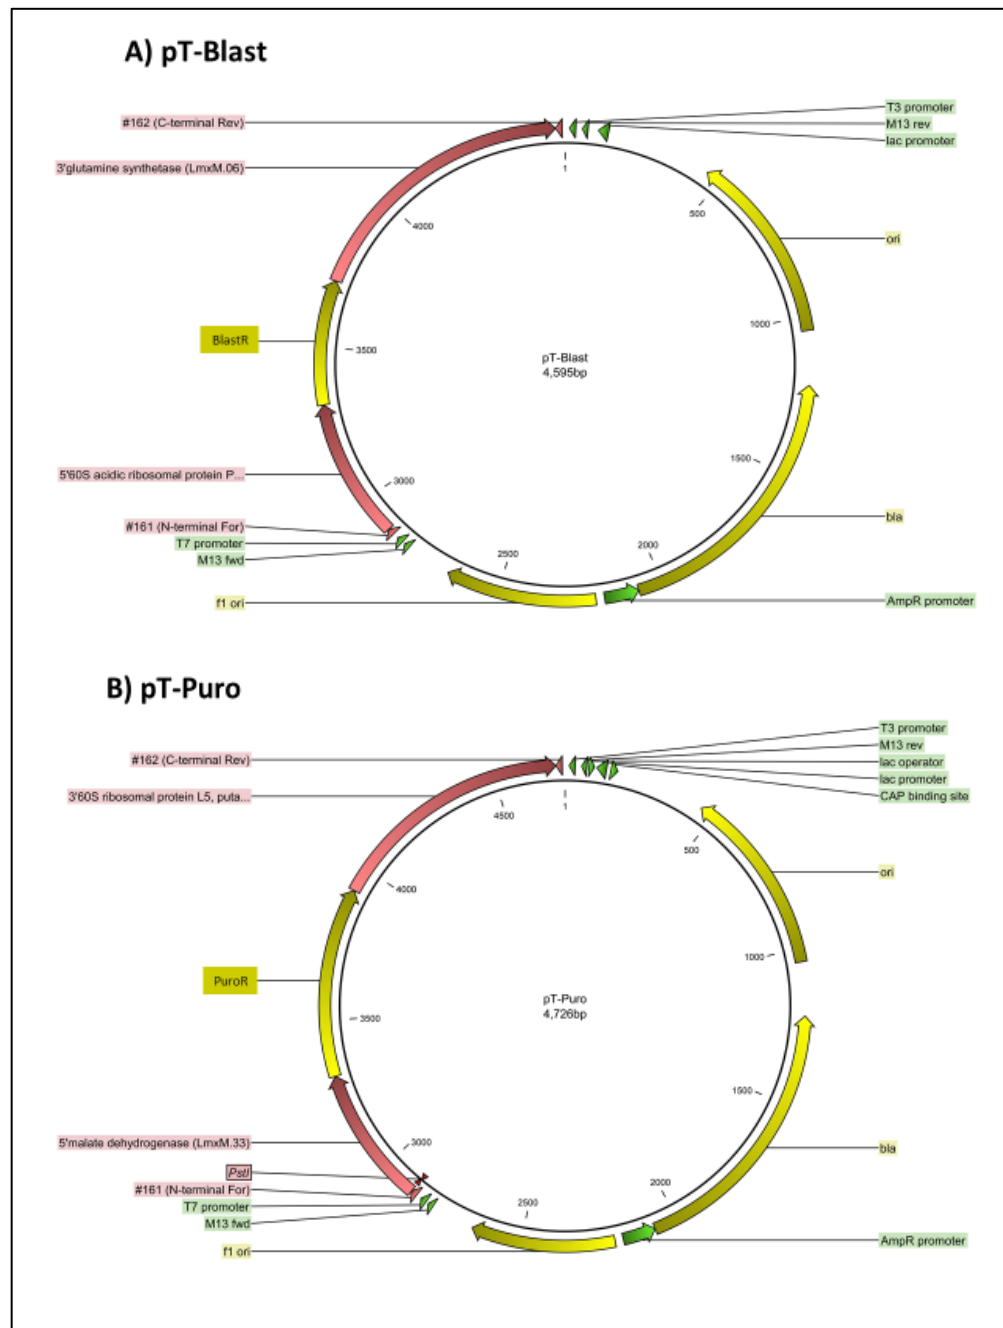 A) pT-Blast
#162 (C-terminal Rev)
3'glutamine synthetase (LmxM.06)
T3 promoter
M13 rev
lac promoter
1
500
4000
ori
1000
BlastR
3500
pT-Blast
4,595bp
1500
5'60S acidic ribosomal protein P...
3000
bla
#161 (N-terminal For)
T7 promoter
M13 fwd
2500
2000
f1 ori
AmpR promoter
B) pT-Puro
#162 (C-terminal Rev)
3'60S ribosomal protein L5, puta...
T3 promoter
M13 rev
lac operator
lac promoter
CAP binding site
4500
1
500
4000
ori
1000
PuroR
3500
pT-Puro
4,726bp
1500
5'malate dehydrogenase (LmxM.33)
3000
bla
PstI
#161 (N-terminal For)
T7 promoter
M13 fwd
2500
2000
f1 ori
AmpR promoter